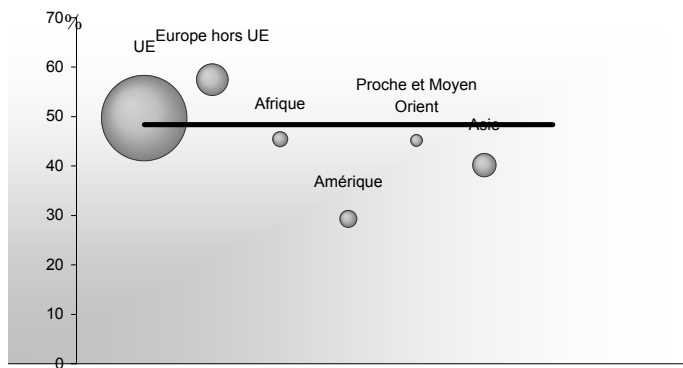 70
%
Europe hors UE
UE
60
Proche et Moyen
Orient
50
Afrique
Asie
40
Amérique
30
20
10
0